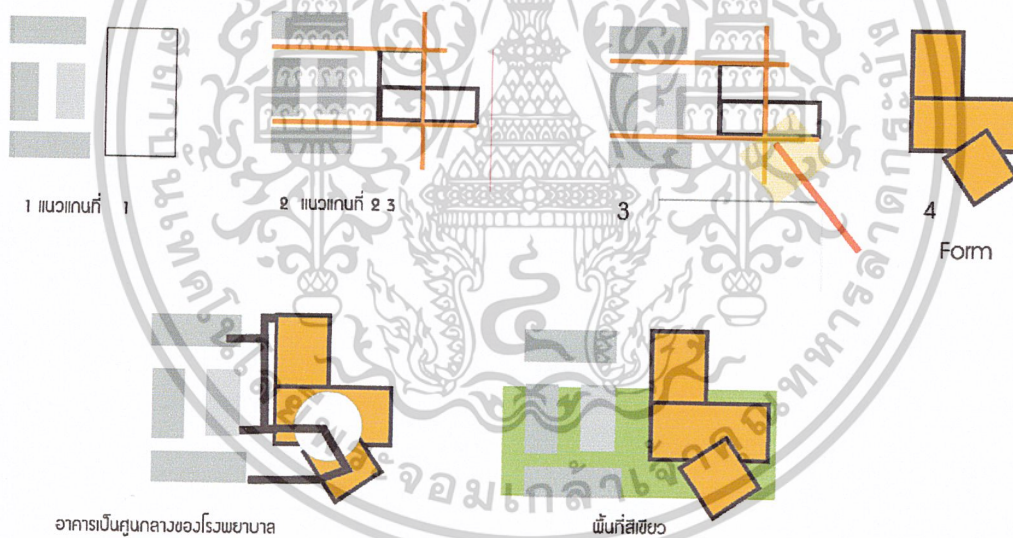 1 แนวแกนที่ 1
2 แนวแกนที่ 2 3
3
4
Form
อาคารเป็นศูนกลางของโรงพยาบาล
พื้นที่สีเขียว